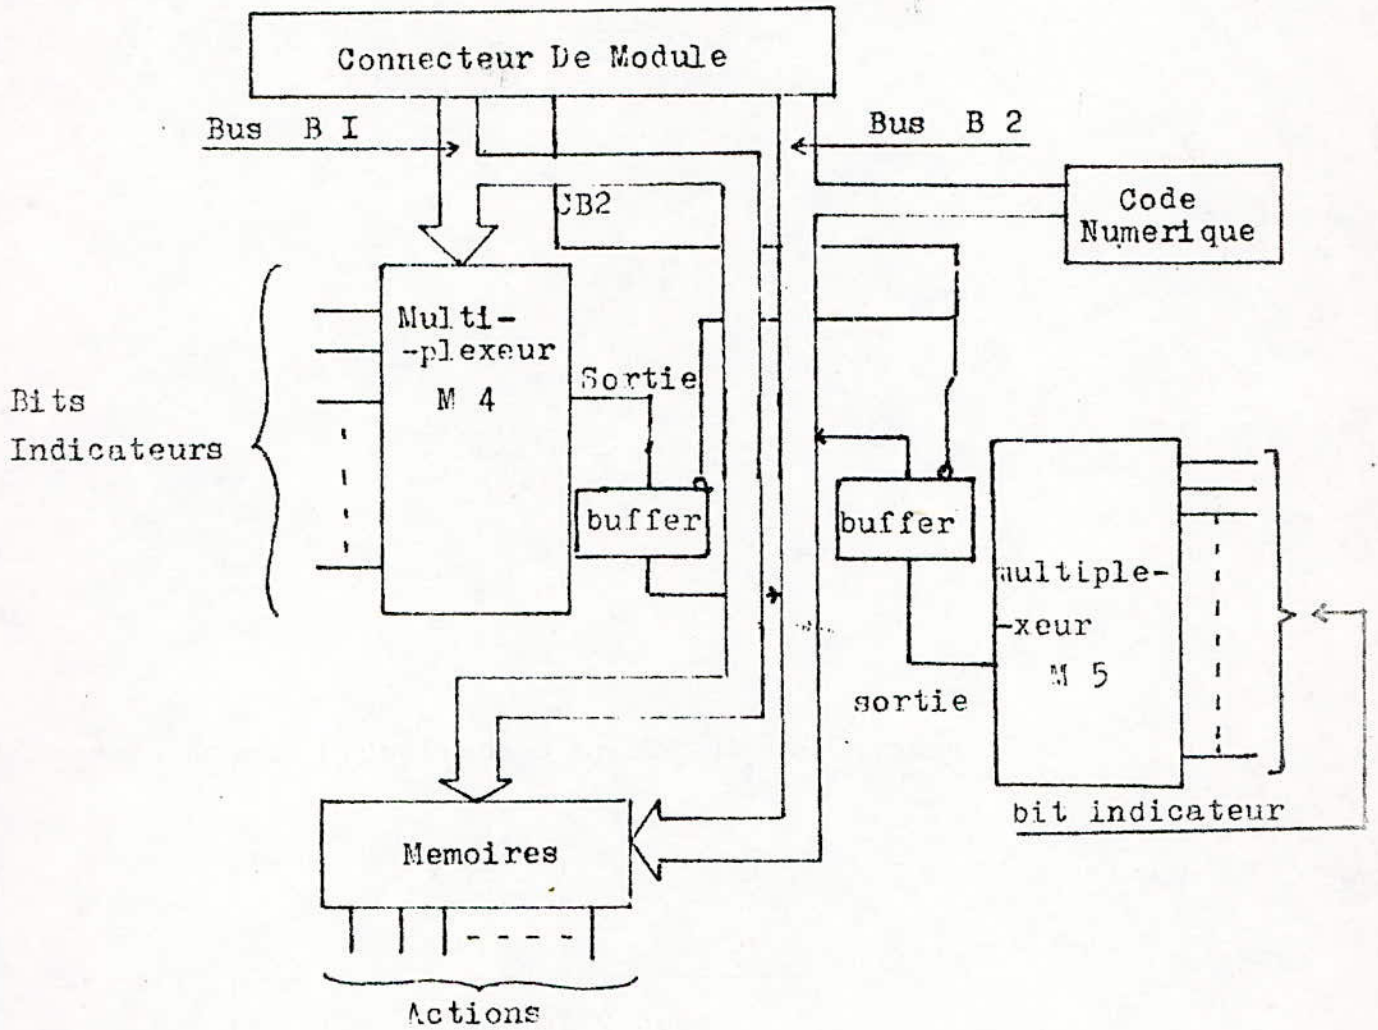 Connecteur De Module
Bus B I
Bus B 2
CB2
Code
Numerique
Multi-
-plexeur
M 4
Sortie
Bits
Indicateurs
buffer
buffer
multiple-
-xeur
M 5
sortie
bit indicateur
Memoires
Actions